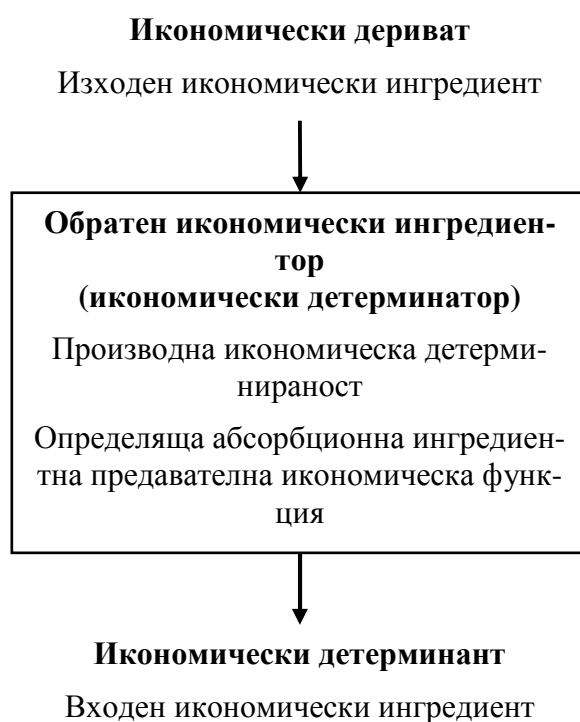 Икономически дериват
Изходен икономически ингредиент
Обратен икономически ингредиен-
тор
(икономически детерминатор)
Производна икономическа детерми-
нираност
Определяща абсорбционна ингредиен-
тна предавателна икономическа функ-
ция
Икономически детерминант
Входен икономически ингредиент